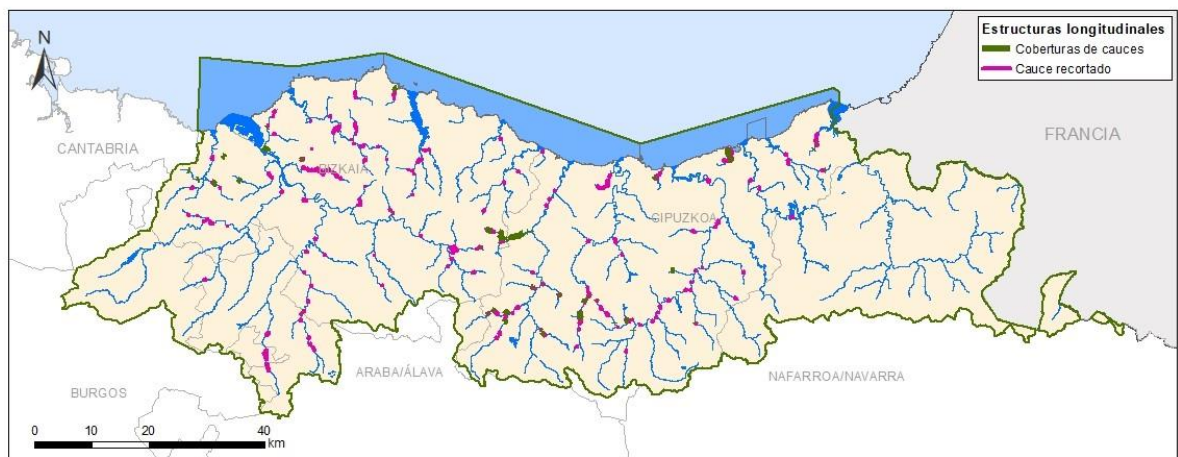 N
Estructuras longitudinales
Coberturas de cauces
Cauce recortado
CANTABRIA
BIZKAIA
FRANCIA
GIPUZKOA
ARABA/ÁLAVA
NAFARROA/NAVARRA
BURGOS
0 10 20 40
km